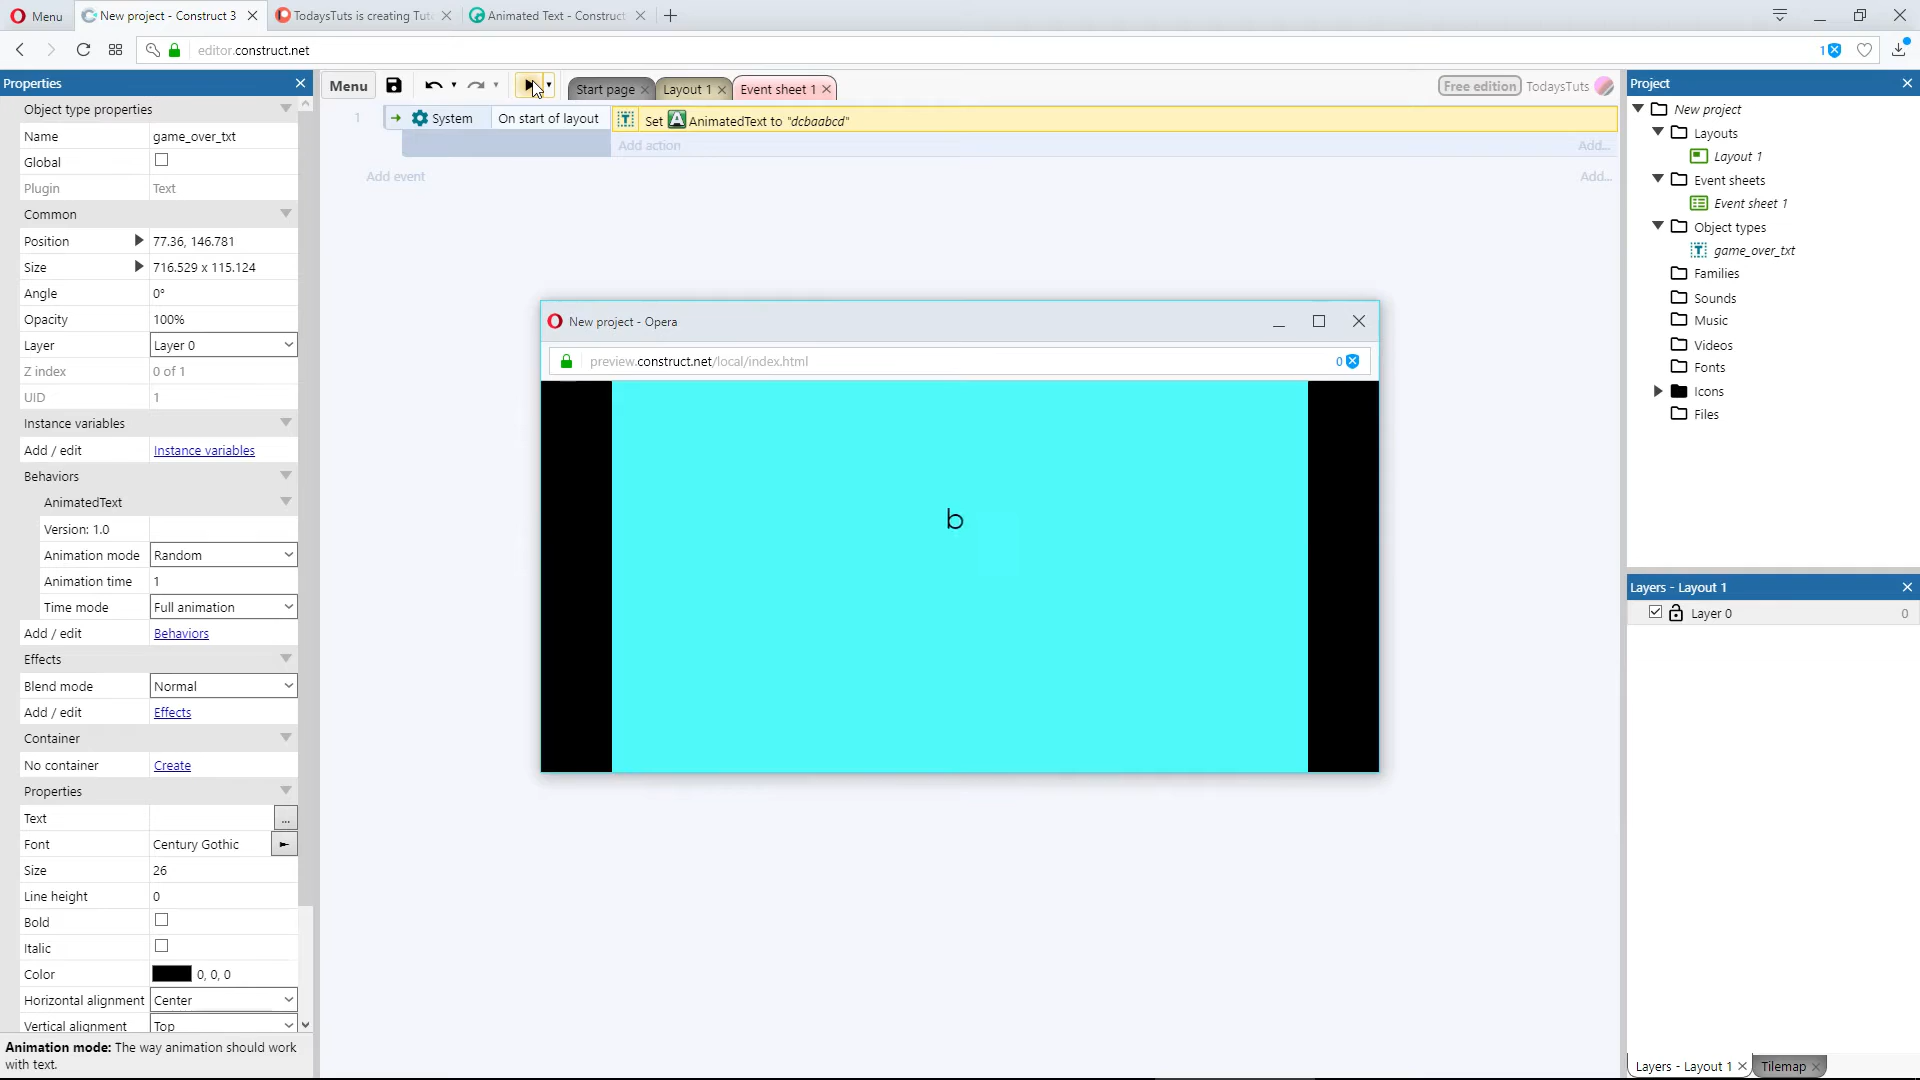 Menu
New project - Construct 3
TodaysTuts is creating Tut
Animated Text - Construct
editor.construct.net
1
Properties
Object type properties
Name game_over_txt
Global
Plugin Text
Common
Position 77.36, 146.781
Size 716.529 x 115.124
Angle 0°
Opacity 100%
Layer Layer 0
Z index 0 of 1
UID 1
Instance variables
Add / edit Instance variables
Behaviors
AnimatedText
Version: 1.0
Animation mode Random
Animation time 1
Time mode Full animation
Add / edit Behaviors
Effects
Blend mode Normal
Add / edit Effects
Container
No container Create
Properties
Text ...
Font Century Gothic
Size 26
Line height 0
Bold
Italic
Color 0, 0, 0
Horizontal alignment Center
Vertical alignment Top
Animation mode: The way animation should work
with text.
Menu
Start page
Layout 1
Event sheet 1
Free edition TodaysTuts
1 System On start of layout
Set AnimatedText to "dcbaabcd"
Add action Add...
Add event Add...
New project - Opera
preview.construct.net/local/index.html 0
b
Project
New project
Layouts
Layout 1
Event sheets
Event sheet 1
Object types
game_over_txt
Families
Sounds
Music
Videos
Fonts
Icons
Files
Layers - Layout 1
Layer 0 0
Layers - Layout 1
Tilemap